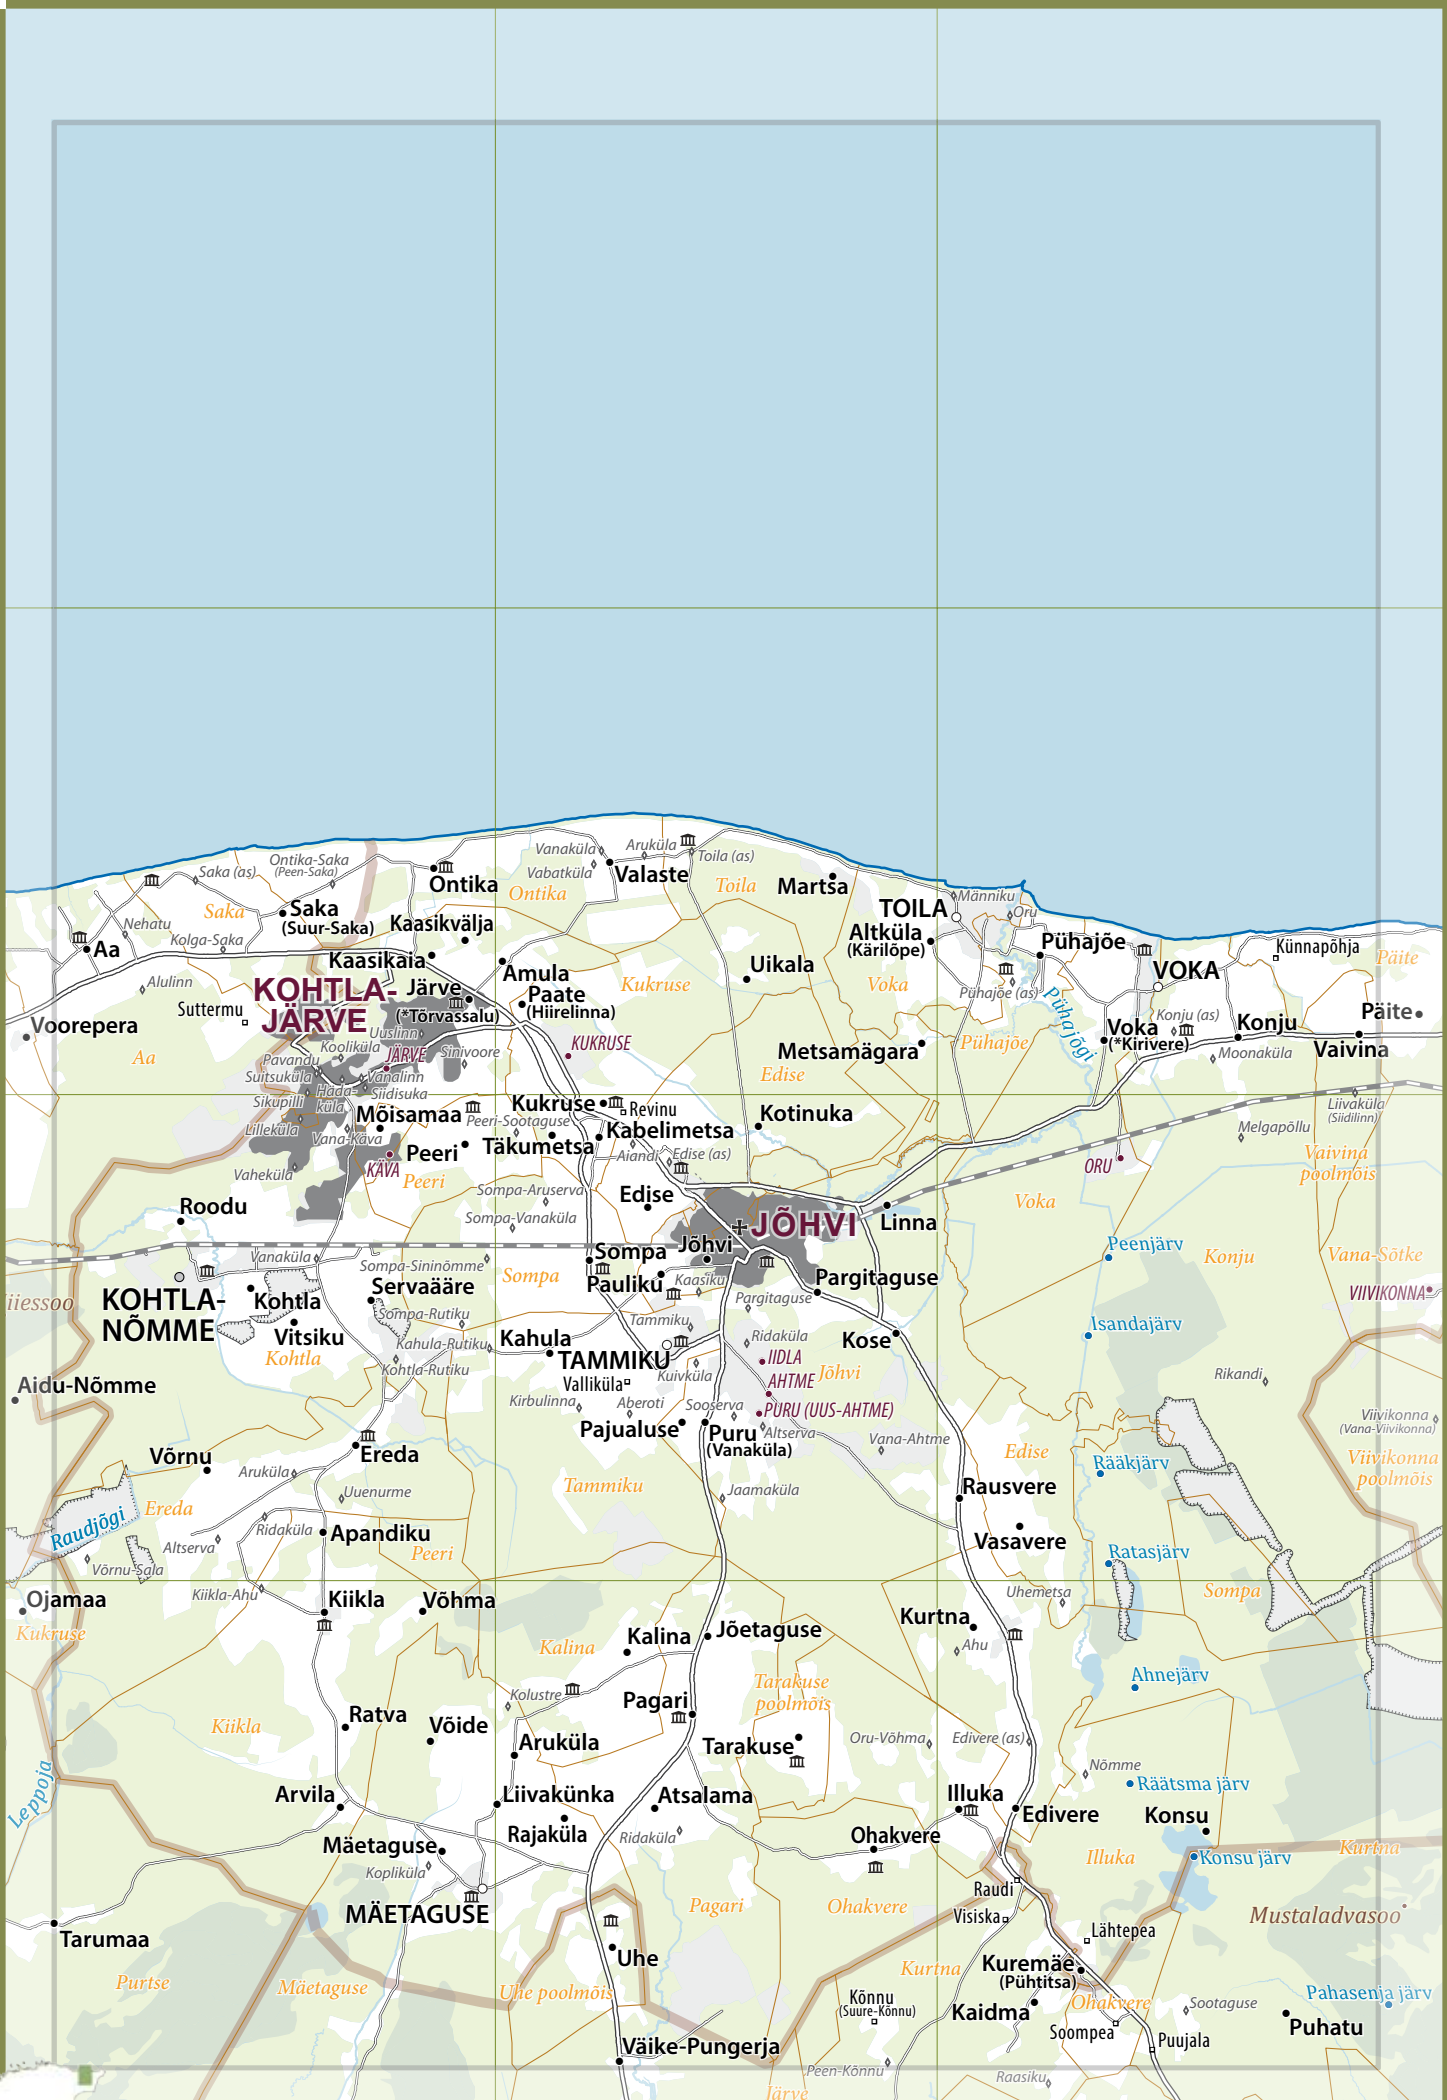 Vanaküla
Aruküla
Toila (as)
Ontika-Saka
(Peen-Saka)
Saka (as)
Vabatküla
Valaste
Ontika
Ontika
Toila
Martsa
Männiku
Saka
Saka
(Suur-Saka)
Kaasikvälja
TOILA
Oru
Nehatu
Kolga-Saka
Altküla
(Kärilõpe)
Pühajõe
Künnapõhja
Aa
Kaasikaia
Amula
Uikala
VOKA
Päite
Alulinn
KOHTLA-
JÄRVE
Järve
(*Tõrvassalu)
Paate
(Hiirelinna)
Kukruse
Voka
Pühajõe (as)
Pühajõgi
Suttermu
Voorepera
Uuslinn
Konju (as)
Päite
Voka
(*Kirivere)
Konju
Vaivina
Aa
Kooliküla
JÄRVE
Sinivoore
KUKRUSE
Metsamägara
Pühajõe
Moonaküla
Pavandu
Suitsuküla
Vanalinn
Siidisuka
Edise
Sikupilli
Häda-
küla
Mõisamaa
Kukruse
Revinu
Kotinuka
Liivaküla
(Siidilinn)
Lilleküla
Vana-Käva
Peeri-Sootaguse
Täkumetsa
Kabelimetsa
Melgapõllu
Peeri
Aiandi
Edise (as)
Vaivina
poolmõis
Vaheküla
KÄVA
Peeri
ORU
Sompa-Aruserva
Edise
Voka
Roodu
Sompa-Vanaküla
JÕHVI
Linna
Vanaküla
Sompa-Sininõmme
Sompa
Sompa
Jõhvi
Peenjärv
Konju
Vana-Sõtke
Servaääre
Pauliku
Kaasiku
Pargitaguse
Pargitaguse
VIIVIKONNA
iiessoo
KOHTLA-
NÕMME
Kohtla
Sompa-Rutiku
Tammiku
Isandajärv
Vitsiku
Kohtla
Kahula-Rutiku
Kahula
Ridaküla
Kose
Kohtla-Rutiku
TAMMIKU
IIDLA
Jõhvi
Aidu-Nõmme
Valliküla
Kuivküla
AHTME
Rikandi
Kirbulinna
Aberoti
Sooserva
PURU (UUS-AHTME)
Viivikonna
(Vana-Viivikonna)
Pajualuse
Puru
(Vanaküla)
Altserva
Vana-Ahtme
Edise
Võrnu
Ereda
Rääkjärv
Viivikonna
poolmõis
Aruküla
Tammiku
Jaamaküla
Rausvere
Uuenurme
Ereda
Raudjõgi
Ridaküla
Apandiku
Vasavere
Altserva
Peeri
Ratasjärv
Võrnu-Sala
Ojamaa
Kiikla-Ahu
Kiikla
Võhma
Uhemetsa
Sompa
Kukruse
Kalina
Kalina
Jõetaguse
Kurtna
Ahu
Kolustre
Tarakuse
poolmõis
Ahnejärv
Pagari
Kiikla
Ratva
Võide
Aruküla
Tarakuse
Oru-Võhma
Edivere (as)
Nõmme
Leppoja
Arvila
Liivakünka
Atsalama
Illuka
Räätsma järv
Rajaküla
Edivere
Konsu
Mäetaguse
Ridaküla
Ohakvere
Illuka
Kurtna
Kopliküla
Konsu järv
MÄETAGUSE
Pagari
Ohakvere
Raudi
Visiska
Mustaladvasoo
Tarumaa
Lähtepea
Uhe
Kuremäe
(Pühtitsa)
Purtse
Mäetaguse
Uhe poolmõis
Kurtna
Kõnnu
(Suure-Kõnnu)
Kaidma
Ohakvere
Sootaguse
Pahasenja järv
Soompea
Puhatu
Väike-Pungerja
Puujala
Peen-Kõnnu
Raasiku
Järve